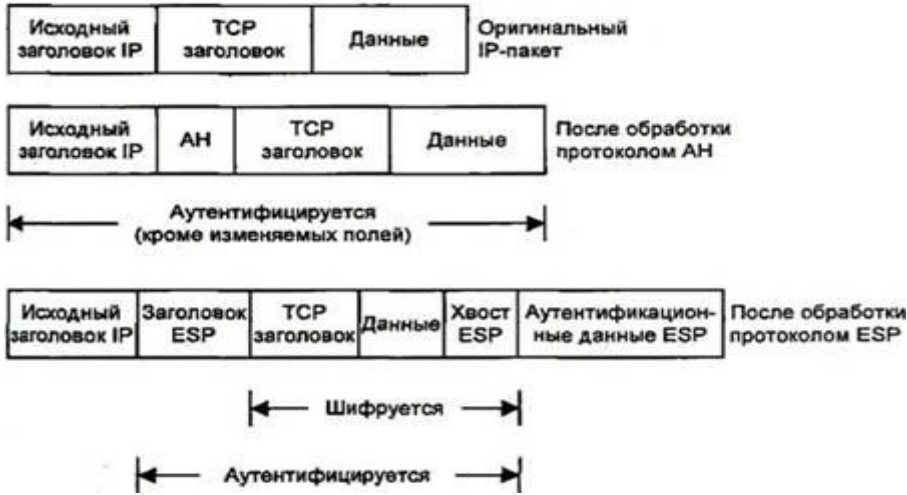 Исходный
заголовок IP
TCP
заголовок
Данные
Оригинальный
IP-пакет
Исходный
заголовок IP
AH
TCP
заголовок
Данные
После обработки
протоколом AH
Аутентифицируется
(кроме изменяемых полей)
Исходный
заголовок IP
Заголовок
ESP
TCP
заголовок
Данные
Хвост
ESP
Аутентификацион-
ные данные ESP
После обработки
протоколом ESP
Шифруется
Аутентифицируется